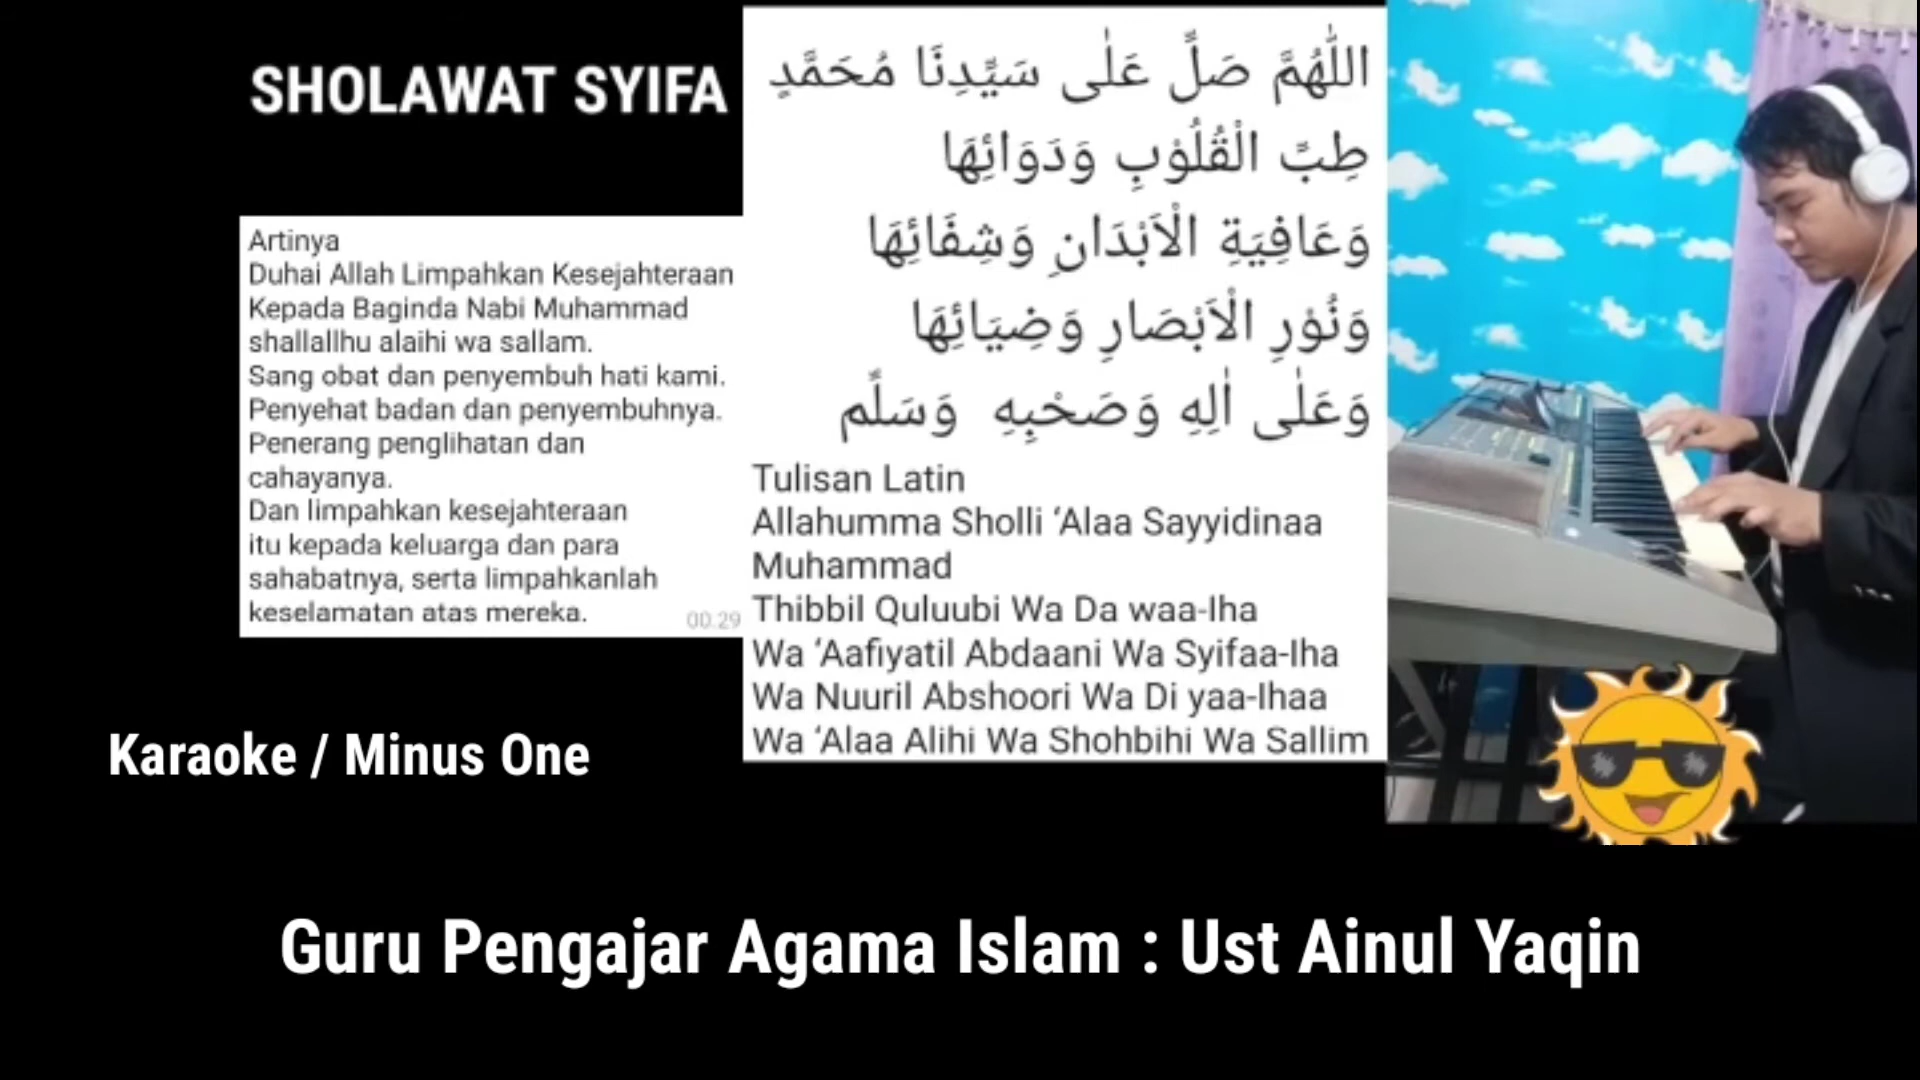 SHOLAWAT SYIFA
Artinya
Duhai Allah Limpahkan Kesejahteraan
Kepada Baginda Nabi Muhammad
shallallhu alaihi wa sallam.
Sang obat dan penyembuh hati kami.
Penyehat badan dan penyembuhnya.
Penerang penglihatan dan
cahayanya.
Dan limpahkan kesejahteraan
itu kepada keluarga dan para
sahabatnya, serta limpahkanlah
keselamatan atas mereka.
00.29
اللّٰهُمَّ صَلِّ عَلٰى سَيِّدِنَا مُحَمَّدٍ
طِبِّ الْقُلُوْبِ وَدَوَائِهَا
وَعَافِيَةِ الْاَبْدَانِ وَشِفَائِهَا
وَنُوْرِ الْاَبْصَارِ وَضِيَائِهَا
وَعَلٰى اٰلِهِ وَصَحْبِهِ وَسَلِّم
Tulisan Latin
Allahumma Sholli ‘Alaa Sayyidinaa
Muhammad
Thibbil Quluubi Wa Da waa-Iha
Wa ‘Aafiyatil Abdaani Wa Syifaa-Iha
Wa Nuuril Abshoori Wa Di yaa-Ihaa
Wa ‘Alaa Alihi Wa Shohbihi Wa Sallim
Karaoke / Minus One
Guru Pengajar Agama Islam : Ust Ainul Yaqin